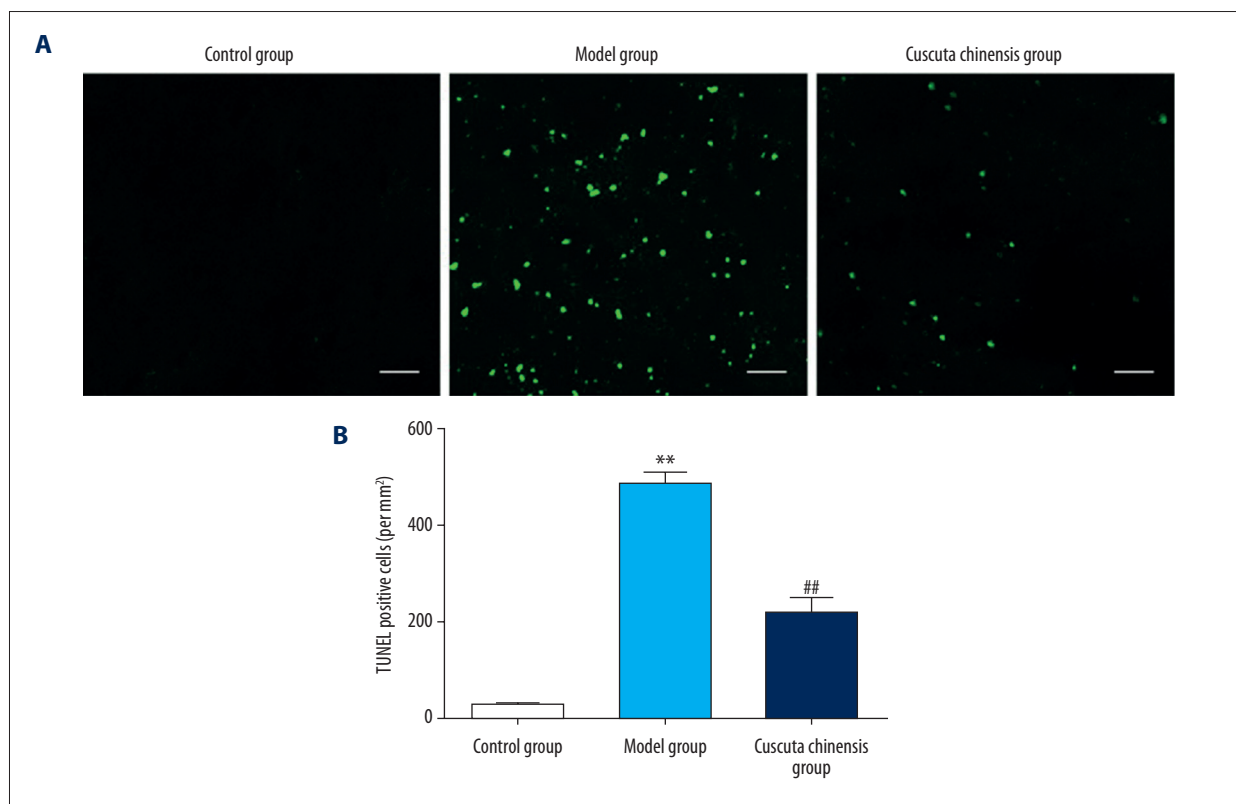 A
Control group
Model group
Cuscuta chinensis group
B
TUNEL positive cells (per mm²)
600
400
200
0
**
##
Control group
Model group
Cuscuta chinensis
group